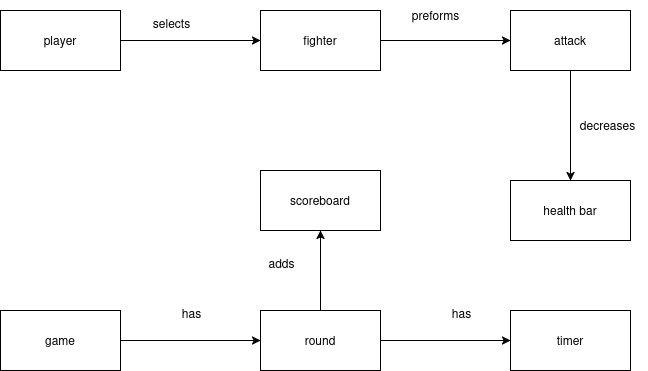 selects
preforms
player
fighter
attack
decreases
scoreboard
health bar
adds
has
has
game
round
timer